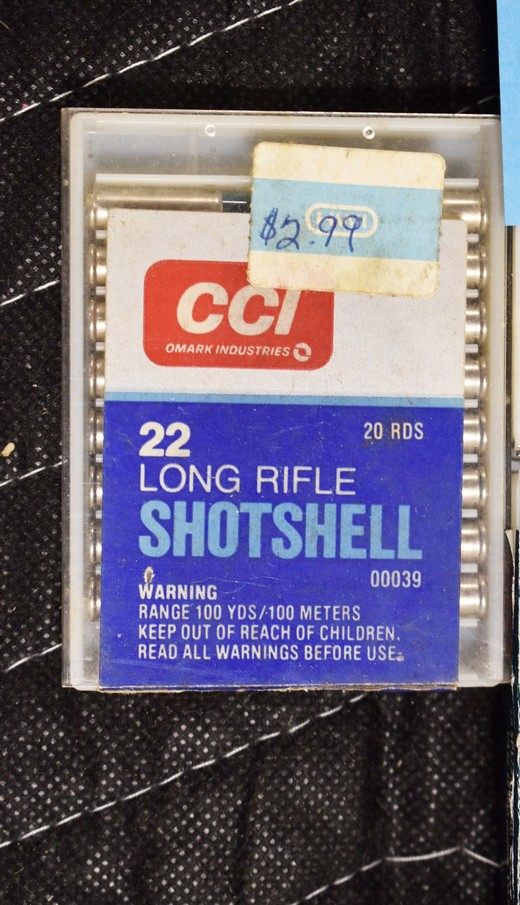 $2.99
CCI
OMARK INDUSTRIES
22
20 RDS
LONG RIFLE
SHOTSHELL
00039
WARNING
RANGE 100 YDS/100 METERS
KEEP OUT OF REACH OF CHILDREN.
READ ALL WARNINGS BEFORE USE.